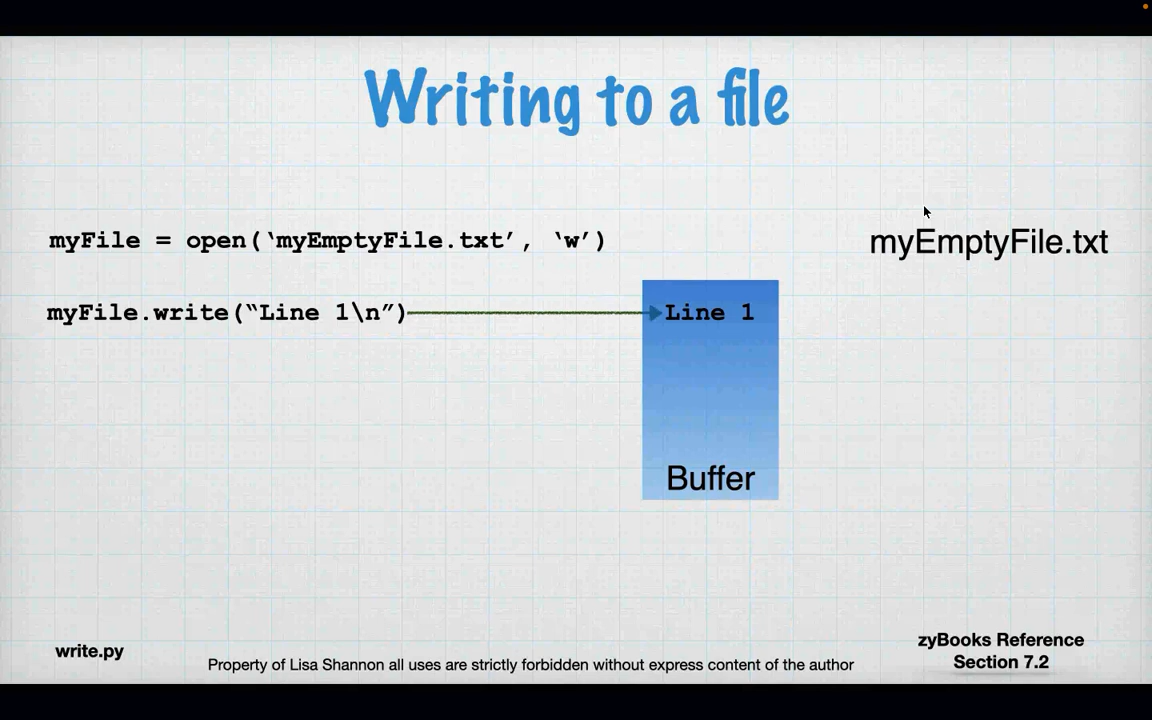 Writing to a file
myFile = open(‘myEmptyFile.txt’, ‘w’)
myEmptyFile.txt
myFile.write(“Line 1\n”)
Line 1
Buffer
write.py
Property of Lisa Shannon all uses are strictly forbidden without express content of the author
zyBooks Reference
Section 7.2